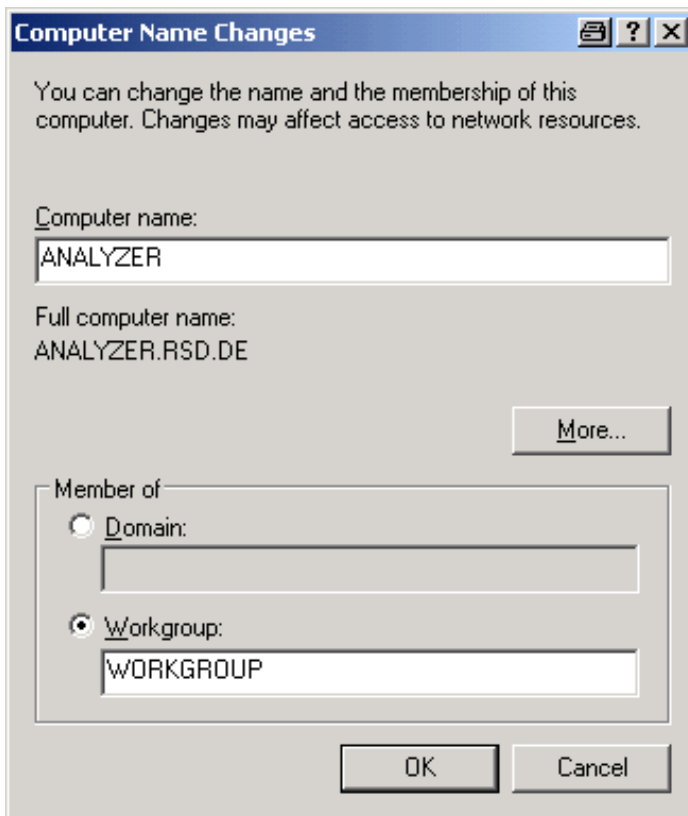 Computer Name Changes
You can change the name and the membership of this
computer. Changes may affect access to network resources.
Computer name:
ANALYZER
Full computer name:
ANALYZER.RSD.DE
More...
Member of
Domain:
Workgroup:
WORKGROUP
OK Cancel